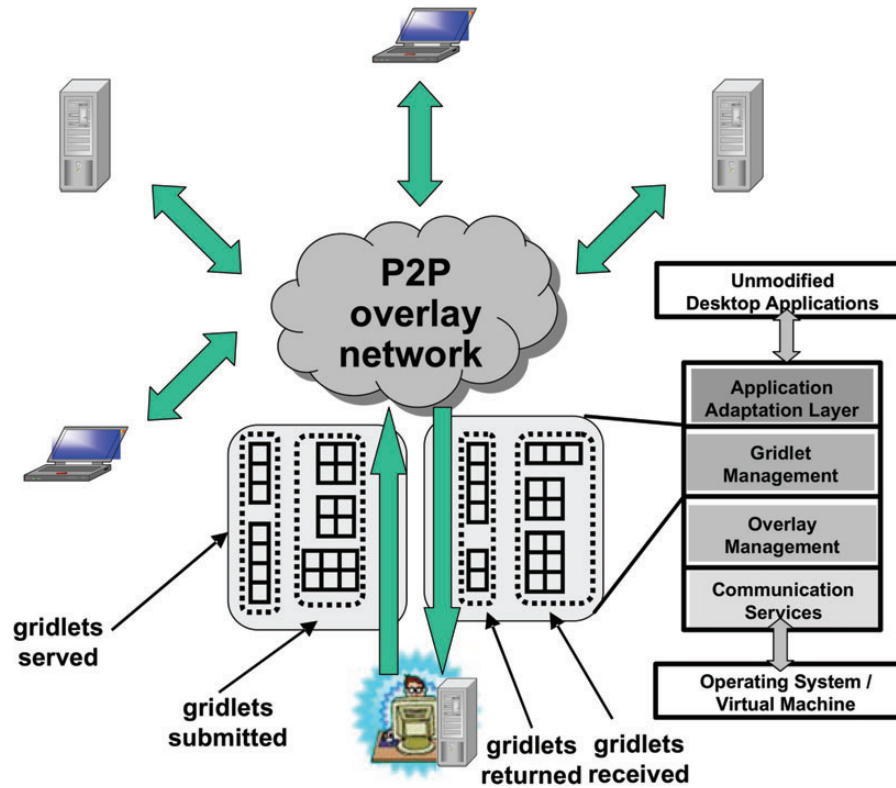 P2P
overlay
network
Unmodified
Desktop Applications
Application
Adaptation Layer
Gridlet
Management
Overlay
Management
Communication
Services
Operating System /
Virtual Machine
gridlets
served
gridlets
submitted
gridlets
returned
gridlets
received